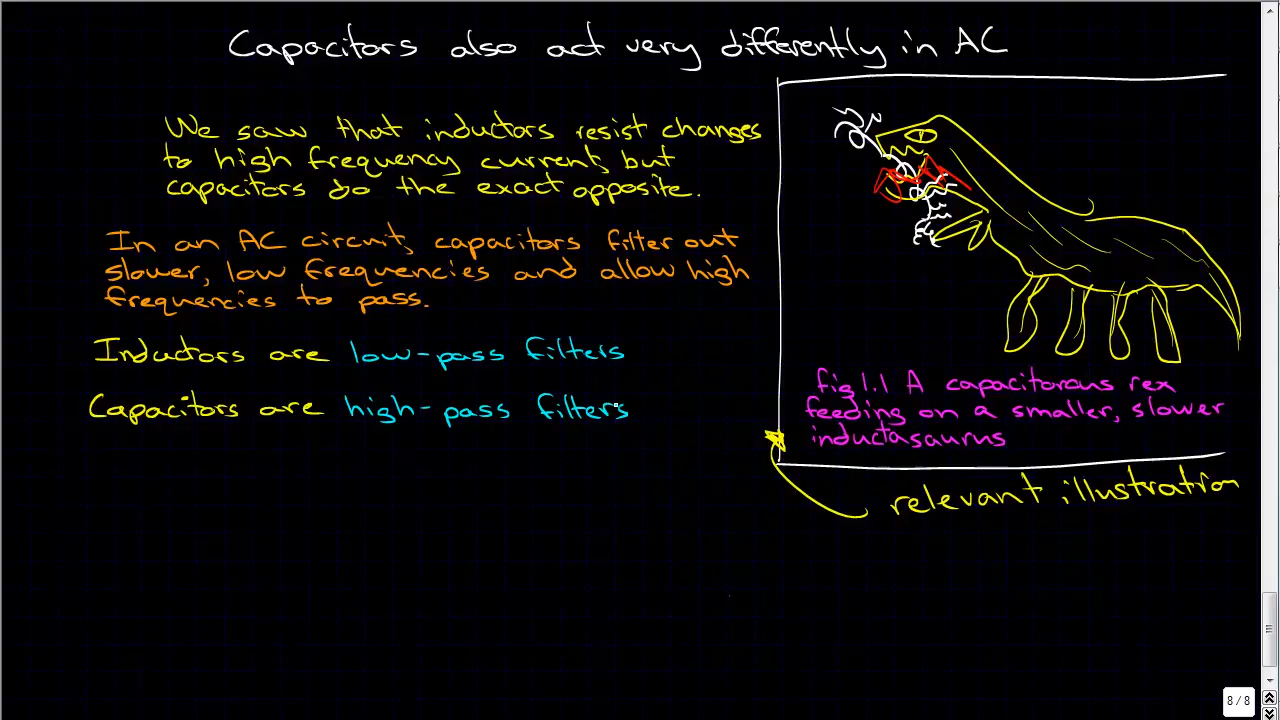 Capacitors also act very differently in AC
We saw that inductors resist changes
to high frequency current, but
capacitors do the exact opposite.
In an AC circuit, capacitors filter out
slower, low frequencies and allow high
frequencies to pass.
Inductors are low-pass filters
Capacitors are high-pass filters
fig 1.1 A capacitoraus rex
feeding on a smaller, slower
inductasaurus
relevant illustration
8/8